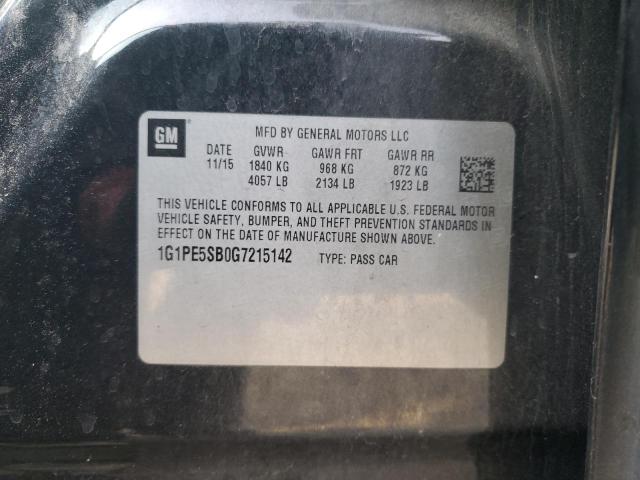 GM
MFD BY GENERAL MOTORS LLC
DATE GVWR GAWR FRT GAWR RR
11/15 1840 KG 968 KG 872 KG
4057 LB 2134 LB 1923 LB
THIS VEHICLE CONFORMS TO ALL APPLICABLE U.S. FEDERAL MOTOR
VEHICLE SAFETY, BUMPER, AND THEFT PREVENTION STANDARDS IN
EFFECT ON THE DATE OF MANUFACTURE SHOWN ABOVE.
1G1PE5SB0G7215142 TYPE: PASS CAR